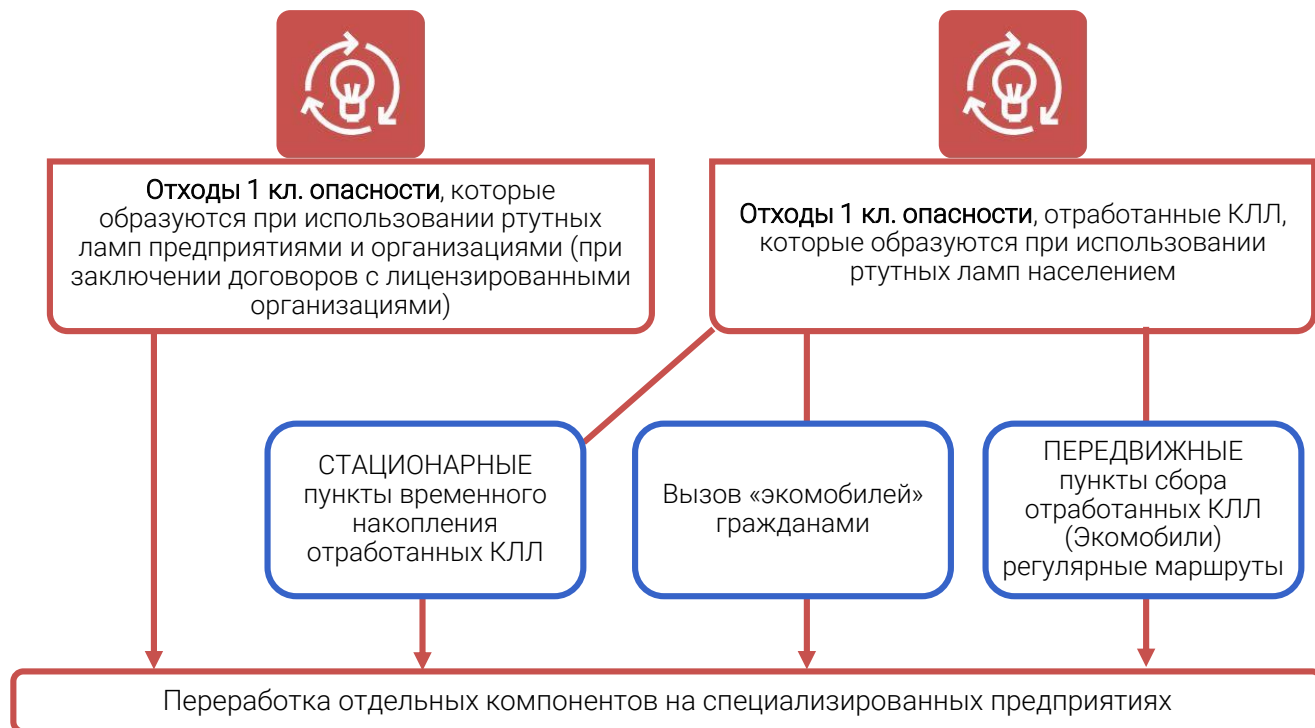 Отходы 1 кл. опасности, которые
образуются при использовании ртутных
ламп предприятиями и организациями (при
заключении договоров с лицензированными
организациями)
Отходы 1 кл. опасности, отработанные КЛЛ,
которые образуются при использовании
ртутных ламп населением
СТАЦИОНАРНЫЕ
пункты временного
накопления
отработанных КЛЛ
Вызов «экомобилей»
гражданами
ПЕРЕДВИЖНЫЕ
пункты сбора
отработанных КЛЛ
(Экомобили)
регулярные маршруты
Переработка отдельных компонентов на специализированных предприятиях